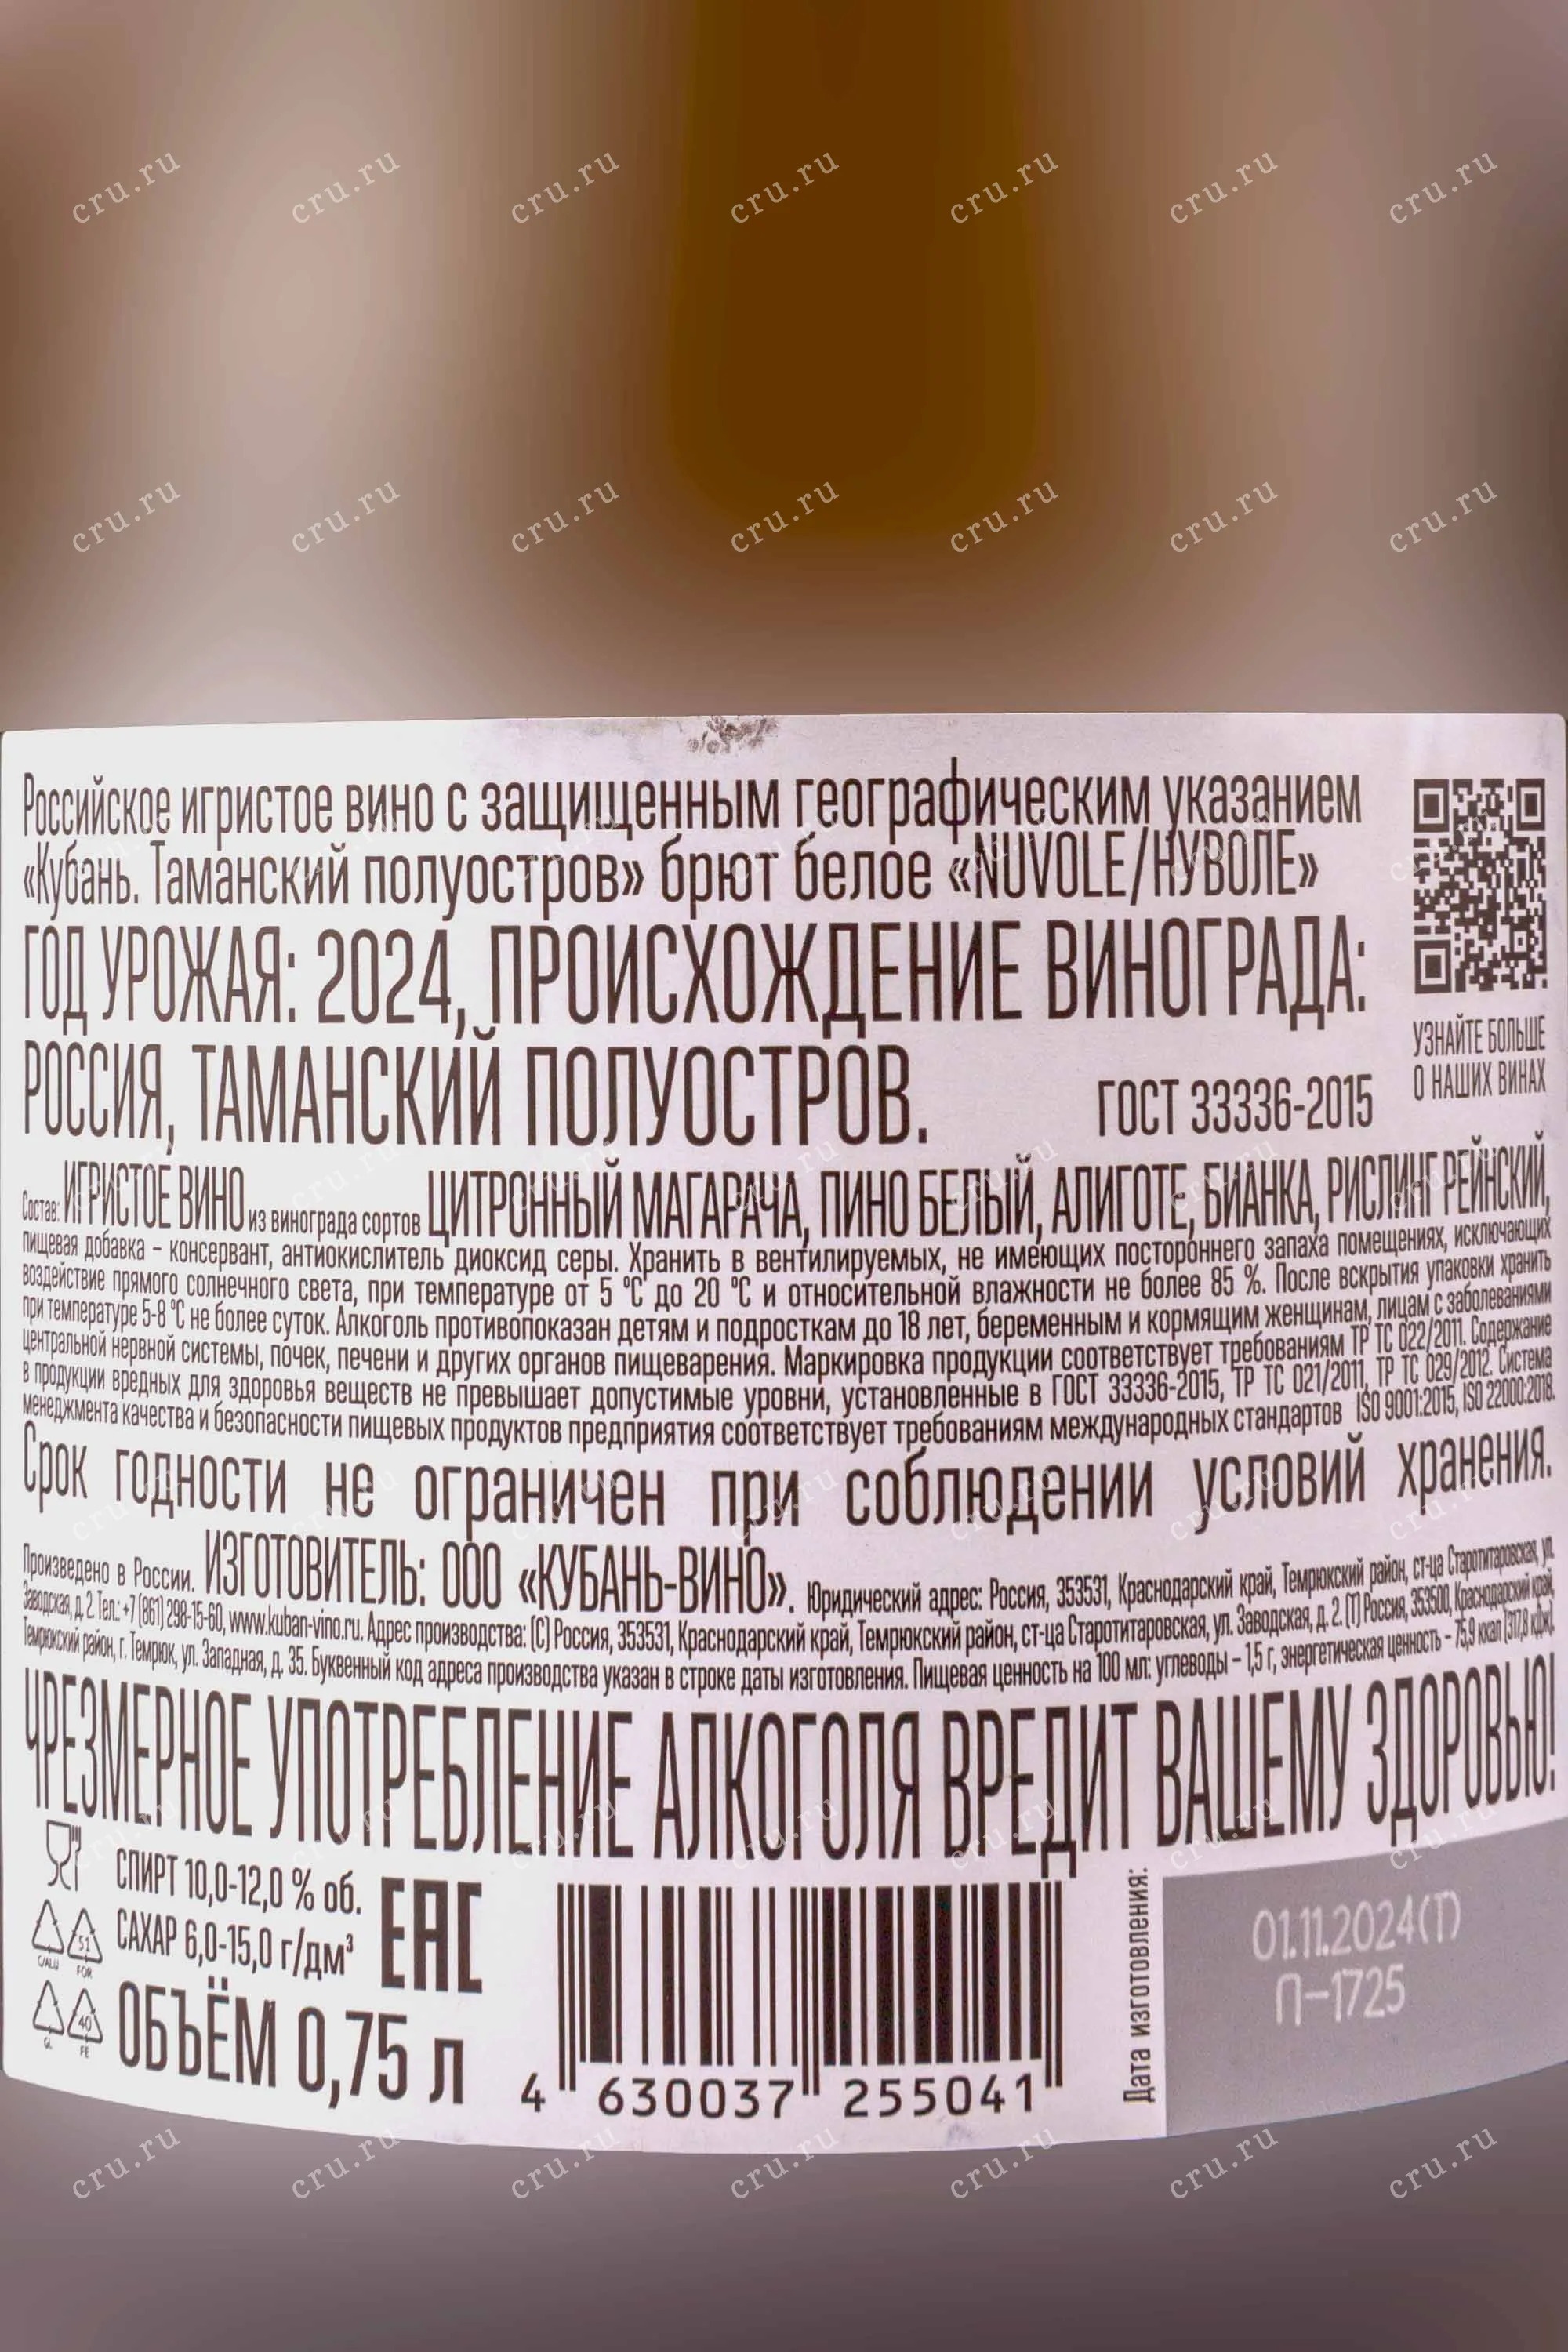 Российское игристое вино с защищенным географическим указанием
«Кубань. Таманский полуостров» брют белое «NUVOLE/НУВОЛЕ»
ГОД УРОЖАЯ: 2024, ПРОИСХОЖДЕНИЕ ВИНОГРАДА:
РОССИЯ, ТАМАНСКИЙ ПОЛУОСТРОВ.
ГОСТ 33336-2015
УЗНАЙТЕ БОЛЬШЕ
О НАШИХ ВИНАХ
Состав: ИГРИСТОЕ ВИНО из винограда сортов ЦИТРОННЫЙ МАГАРАЧА, ПИНО БЕЛЫЙ, АЛИГОТЕ, БИАНКА, РИСЛИНГ РЕЙНСКИЙ,
пищевая добавка – консервант, антиокислитель диоксид серы. Хранить в вентилируемых, не имеющих постороннего запаха помещениях, исключающих
воздействие прямого солнечного света, при температуре от 5 °С до 20 °С и относительной влажности не более 85 %. После вскрытия упаковки хранить
при температуре 5-8 °С не более суток. Алкоголь противопоказан детям и подросткам до 18 лет, беременным и кормящим женщинам, лицам с заболеваниями
центральной нервной системы, почек, печени и других органов пищеварения. Маркировка продукции соответствует требованиям ТР ТС 022/2011. Содержание
в продукции вредных для здоровья веществ не превышает допустимые уровни, установленные в ГОСТ 33336-2015, ТР ТС 021/2011, ТР ТС 029/2012. Система
менеджмента качества и безопасности пищевых продуктов предприятия соответствует требованиям международных стандартов ISO 9001:2015, ISO 22000:2018.
Срок годности не ограничен при соблюдении условий хранения.
Произведено в России. ИЗГОТОВИТЕЛЬ: ООО «КУБАНЬ-ВИНО». Юридический адрес: Россия, 353531, Краснодарский край, Темрюкский район, ст-ца Старотитаровская, ул.
Заводская, д. 2. Тел.: +7 (861) 298-15-60, www.kuban-vino.ru. Адрес производства: (С) Россия, 353531, Краснодарский край, Темрюкский район, ст-ца Старотитаровская, ул. Заводская, д. 2. (Т) Россия, 353500, Краснодарский край,
Темрюкский район, г. Темрюк, ул. Западная, д. 35. Буквенный код адреса производства указан в строке даты изготовления. Пищевая ценность на 100 мл: углеводы – 1,5 г, энергетическая ценность – 75,9 ккал (317,8 кДж).
ЧРЕЗМЕРНОЕ УПОТРЕБЛЕНИЕ АЛКОГОЛЯ ВРЕДИТ ВАШЕМУ ЗДОРОВЬЮ!
СПИРТ 10,0-12,0 % об.
САХАР 6,0-15,0 г/дм³
ЕАС
C/ALU
51
FOR
GL
40
FE
ОБЪЁМ 0,75 л
4 630037 255041
Дата изготовления:
01.11.2024(Т)
П-1725
cru.ru